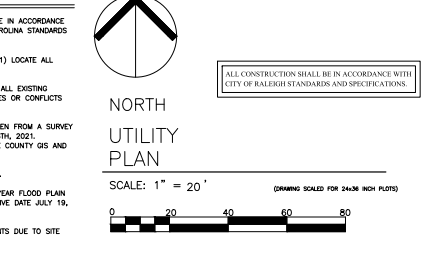 E IN ACCORDANCE
ROLINA STANDARDS
1) LOCATE ALL
ALL EXISTING
ES OR CONFLICTS
EN FROM A SURVEY
TH, 2021.
COUNTY GIS AND
YEAR FLOOD PLAIN
IVE DATE JULY 19,
NTS DUE TO SITE
ALL CONSTRUCTION SHALL BE IN ACCORDANCE WITH
CITY OF RALEIGH STANDARDS AND SPECIFICATIONS.
NORTH
UTILITY
PLAN
SCALE: 1" = 20'
(DRAWING SCALED FOR 24x36 INCH PLOTS)
0 20 40 60 80